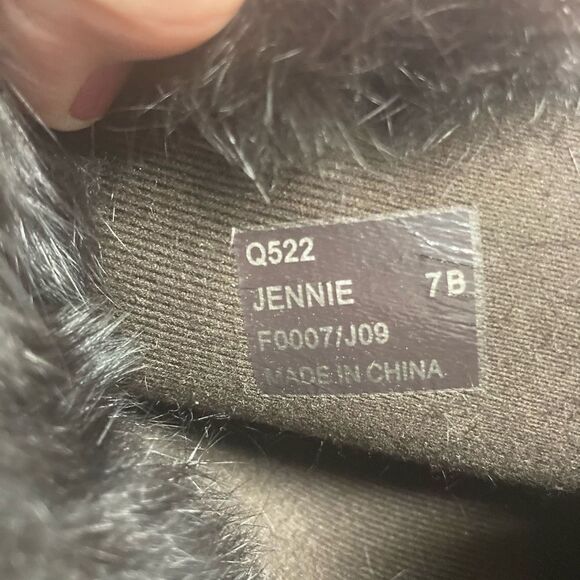 Q522
JENNIE 7B
F0007/J09
MADE IN CHINA